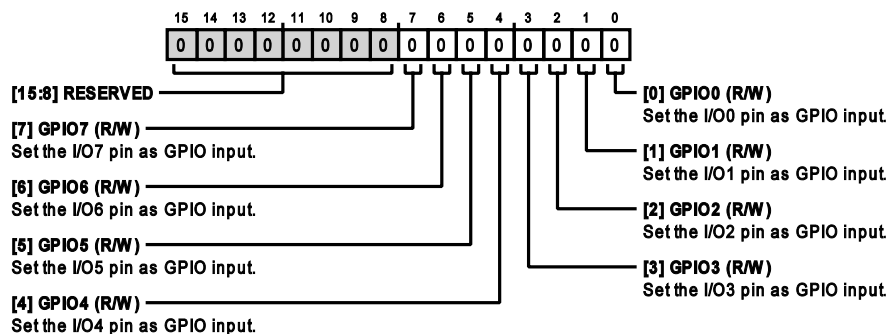 15 14 13 12 11 10 9 8 7 6 5 4 3 2 1 0
0 0 0 0 0 0 0 0 0 0 0 0 0 0 0 0
[15:8] RESERVED
[7] GPIO7 (R/W)
Set the I/O7 pin as GPIO input.
[6] GPIO6 (R/W)
Set the I/O6 pin as GPIO input.
[5] GPIO5 (R/W)
Set the I/O5 pin as GPIO input.
[4] GPIO4 (R/W)
Set the I/O4 pin as GPIO input.
[0] GPIO0 (R/W)
Set the I/O0 pin as GPIO input.
[1] GPIO1 (R/W)
Set the I/O1 pin as GPIO input.
[2] GPIO2 (R/W)
Set the I/O2 pin as GPIO input.
[3] GPIO3 (R/W)
Set the I/O3 pin as GPIO input.